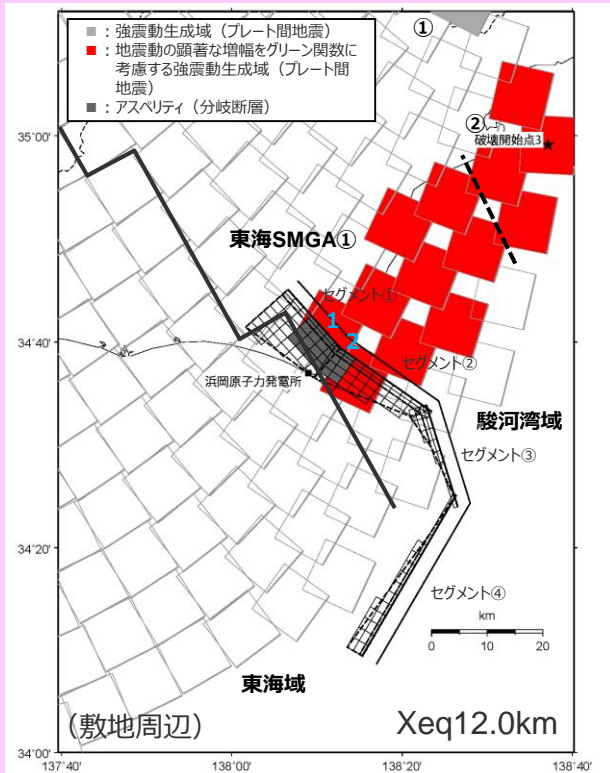 ■：強震動生成域（プレート間地震）
■：地震動の顕著な増幅をグリーン関数に
考慮する強震動生成域（プレート間
地震）
■：アスペリティ（分岐断層）
①
②
破壊開始点3
★
35°00'
東海SMGA①
セグメント①
1
2
34°40'
セグメント②
浜岡原子力発電所
駿河湾域
セグメント③
34°20'
セグメント④
km
0 10 20
東海域
（敷地周辺）
Xeq12.0km
34°00'
137°40' 138°00' 138°20' 138°40'